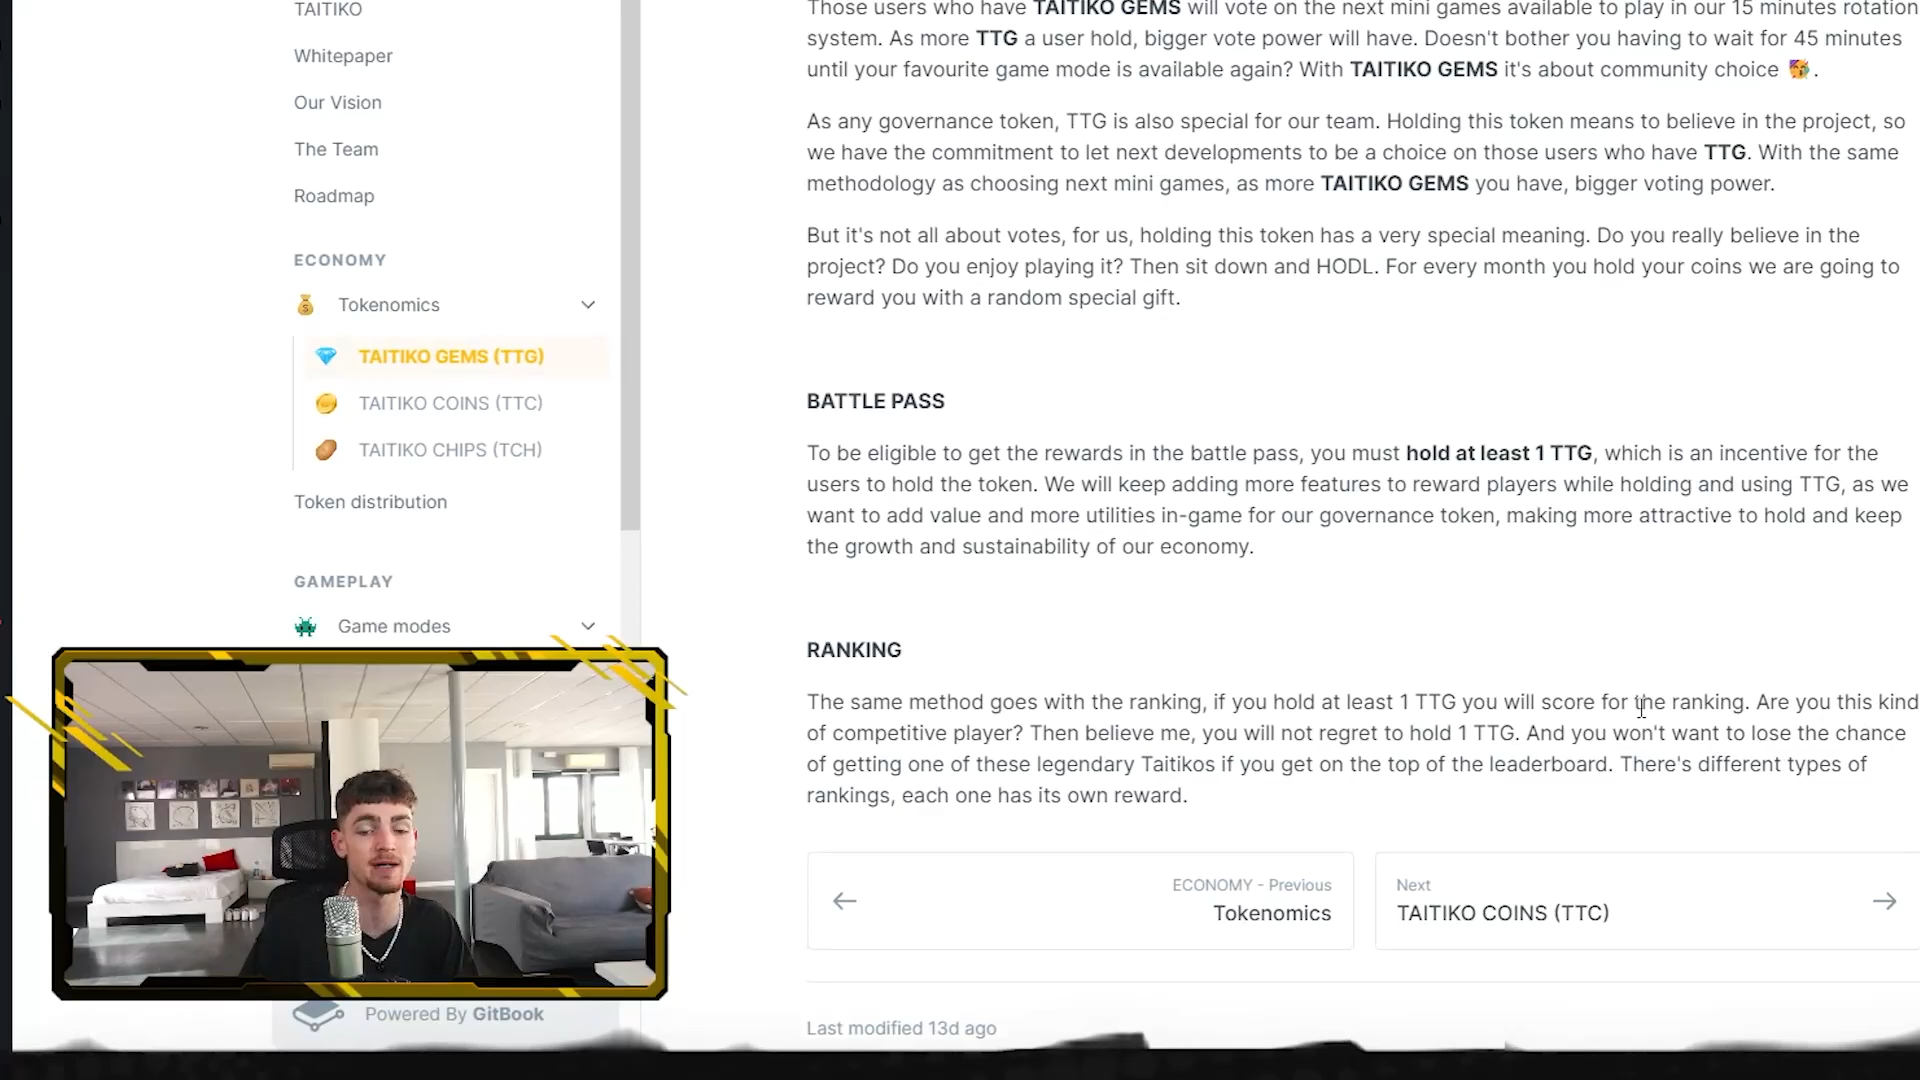 TAITIKO
Whitepaper
Our Vision
The Team
Roadmap
ECONOMY
Tokenomics
TAITIKO GEMS (TTG)
TAITIKO COINS (TTC)
TAITIKO CHIPS (TCH)
Token distribution
GAMEPLAY
Game modes
Powered By GitBook
Those users who have TAITIKO GEMS will vote on the next mini games available to play in our 15 minutes rotation
system. As more TTG a user hold, bigger vote power will have. Doesn't bother you having to wait for 45 minutes
until your favourite game mode is available again? With TAITIKO GEMS it's about community choice 🥳 .
As any governance token, TTG is also special for our team. Holding this token means to believe in the project, so
we have the commitment to let next developments to be a choice on those users who have TTG. With the same
methodology as choosing next mini games, as more TAITIKO GEMS you have, bigger voting power.
But it's not all about votes, for us, holding this token has a very special meaning. Do you really believe in the
project? Do you enjoy playing it? Then sit down and HODL. For every month you hold your coins we are going to
reward you with a random special gift.
BATTLE PASS
To be eligible to get the rewards in the battle pass, you must hold at least 1 TTG, which is an incentive for the
users to hold the token. We will keep adding more features to reward players while holding and using TTG, as we
want to add value and more utilities in-game for our governance token, making more attractive to hold and keep
the growth and sustainability of our economy.
RANKING
The same method goes with the ranking, if you hold at least 1 TTG you will score for the ranking. Are you this kind
of competitive player? Then believe me, you will not regret to hold 1 TTG. And you won't want to lose the chance
of getting one of these legendary Taitikos if you get on the top of the leaderboard. There's different types of
rankings, each one has its own reward.
ECONOMY - Previous
Tokenomics
Next
TAITIKO COINS (TTC)
Last modified 13d ago